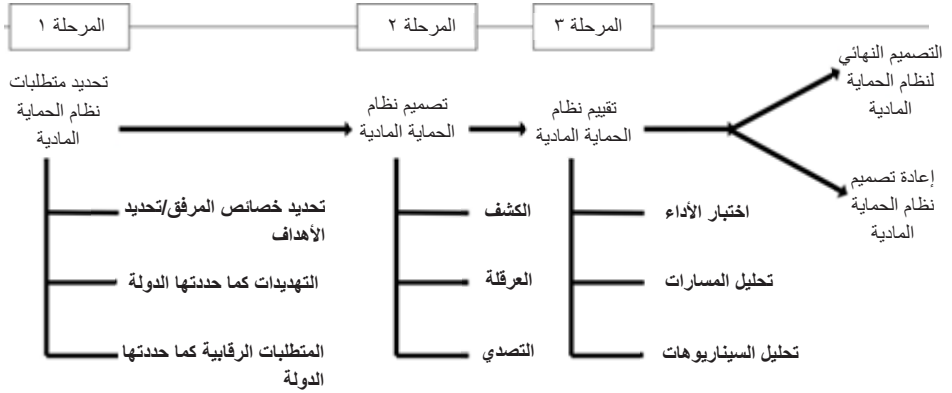 المرحلة ١
المرحلة ٢
المرحلة ٣
تحديد متطلبات
نظام الحماية
المادية
تصميم نظام
الحماية المادية
تقييم نظام
الحماية المادية
التصميم النهائي
لنظام الحماية
المادية
إعادة تصميم
نظام الحماية
المادية
تحديد خصائص المرفق/تحديد
الأهداف
التهديدات كما حددتها الدولة
المتطلبات الرقابية كما حددتها
الدولة
الكشف
العرقلة
التصدي
اختبار الأداء
تحليل المسارات
تحليل السيناريوهات